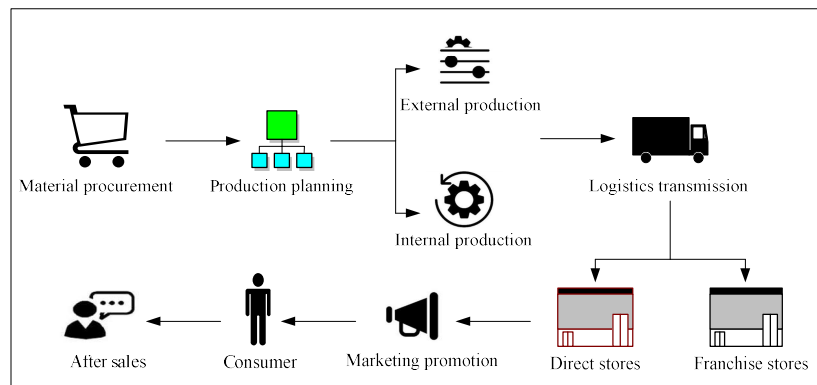 External production
Material procurement
Production planning
Logistics transmission
Internal production
After sales
Consumer
Marketing promotion
Direct stores
Franchise stores